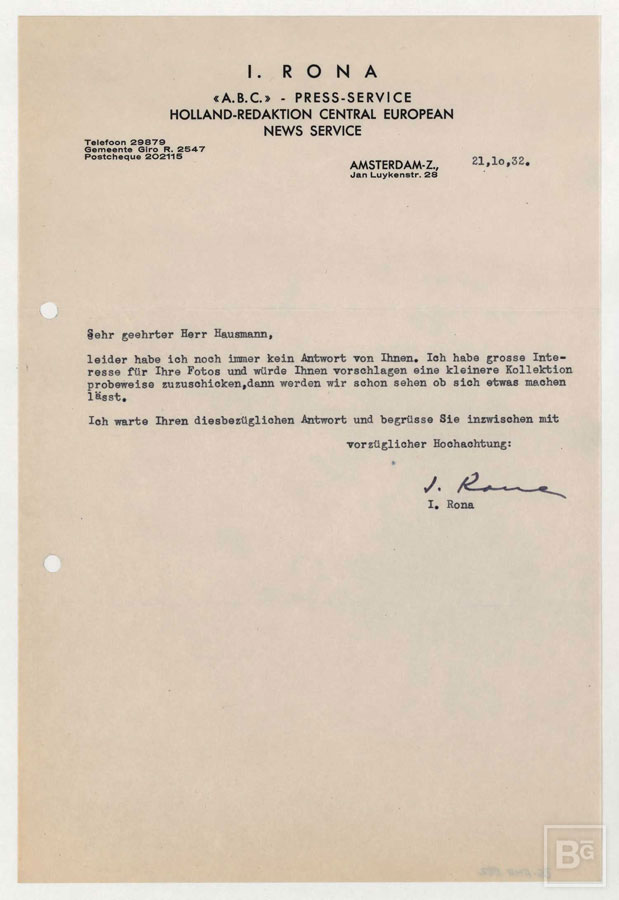 I. RONA
«A.B.C.» - PRESS-SERVICE
HOLLAND-REDAKTION CENTRAL EUROPEAN
NEWS SERVICE
Telefoon 29879
Gemeente Giro R. 2547
Postcheque 202115
AMSTERDAM-Z., 21,lo,32.
Jan Luykenstr. 28
Sehr geehrter Herr Hausmann,
leider habe ich noch immer kein Antwort von Ihnen. Ich habe grosse Inte-
resse für Ihre Fotos und würde Ihnen vorschlagen eine kleinere Kollektion
probeweise zuzuschicken,dann werden wir schon sehen ob sich etwas machen
lässt.
Ich warte Ihren diesbezüglichen Antwort und begrüsse Sie inzwischen mit
vorzüglicher Hochachtung:
I. Rona
I. Rona
BG